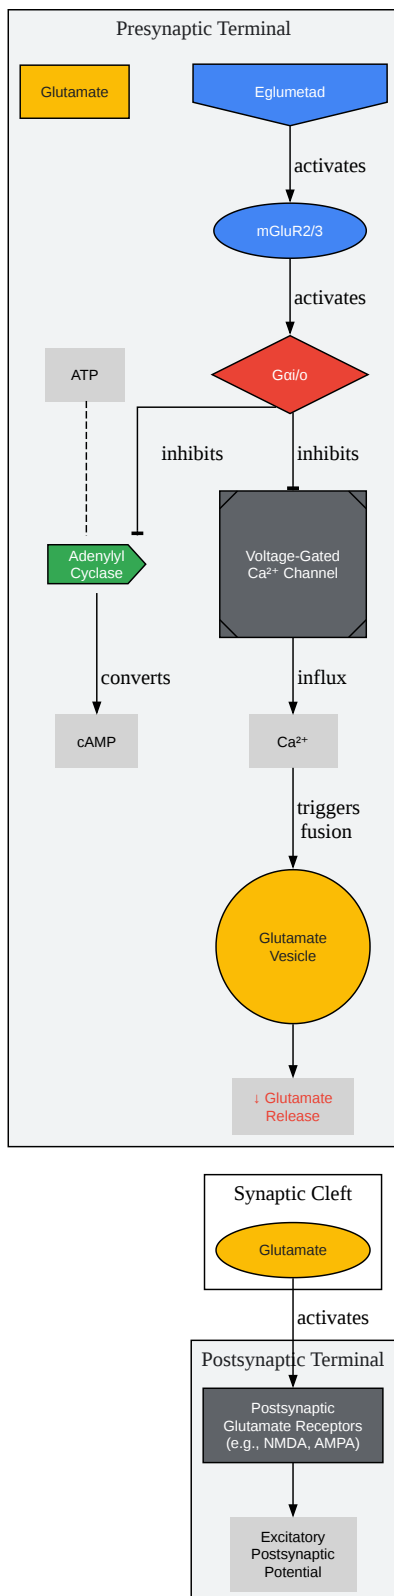 Presynaptic Terminal
Glutamate
Eglumetad
activates
mGluR2/3
activates
Gαi/o
ATP
inhibits
inhibits
Adenylyl
Cyclase
Voltage-Gated
Ca²⁺ Channel
converts
influx
cAMP
Ca²⁺
triggers
fusion
Glutamate
Vesicle
↓ Glutamate
Release
Synaptic Cleft
Glutamate
activates
Postsynaptic Terminal
Postsynaptic
Glutamate Receptors
(e.g., NMDA, AMPA)
Excitatory
Postsynaptic
Potential